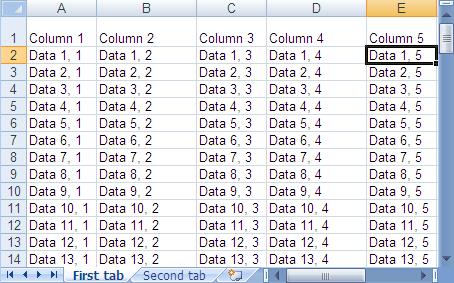 A B C D E
1 Column 1 Column 2 Column 3 Column 4 Column 5
2 Data 1, 1 Data 1, 2 Data 1, 3 Data 1, 4 Data 1, 5
3 Data 2, 1 Data 2, 2 Data 2, 3 Data 2, 4 Data 2, 5
4 Data 3, 1 Data 3, 2 Data 3, 3 Data 3, 4 Data 3, 5
5 Data 4, 1 Data 4, 2 Data 4, 3 Data 4, 4 Data 4, 5
6 Data 5, 1 Data 5, 2 Data 5, 3 Data 5, 4 Data 5, 5
7 Data 6, 1 Data 6, 2 Data 6, 3 Data 6, 4 Data 6, 5
8 Data 7, 1 Data 7, 2 Data 7, 3 Data 7, 4 Data 7, 5
9 Data 8, 1 Data 8, 2 Data 8, 3 Data 8, 4 Data 8, 5
10 Data 9, 1 Data 9, 2 Data 9, 3 Data 9, 4 Data 9, 5
11 Data 10, 1 Data 10, 2 Data 10, 3 Data 10, 4 Data 10, 5
12 Data 11, 1 Data 11, 2 Data 11, 3 Data 11, 4 Data 11, 5
13 Data 12, 1 Data 12, 2 Data 12, 3 Data 12, 4 Data 12, 5
14 Data 13, 1 Data 13, 2 Data 13, 3 Data 13, 4 Data 13, 5
First tab Second tab